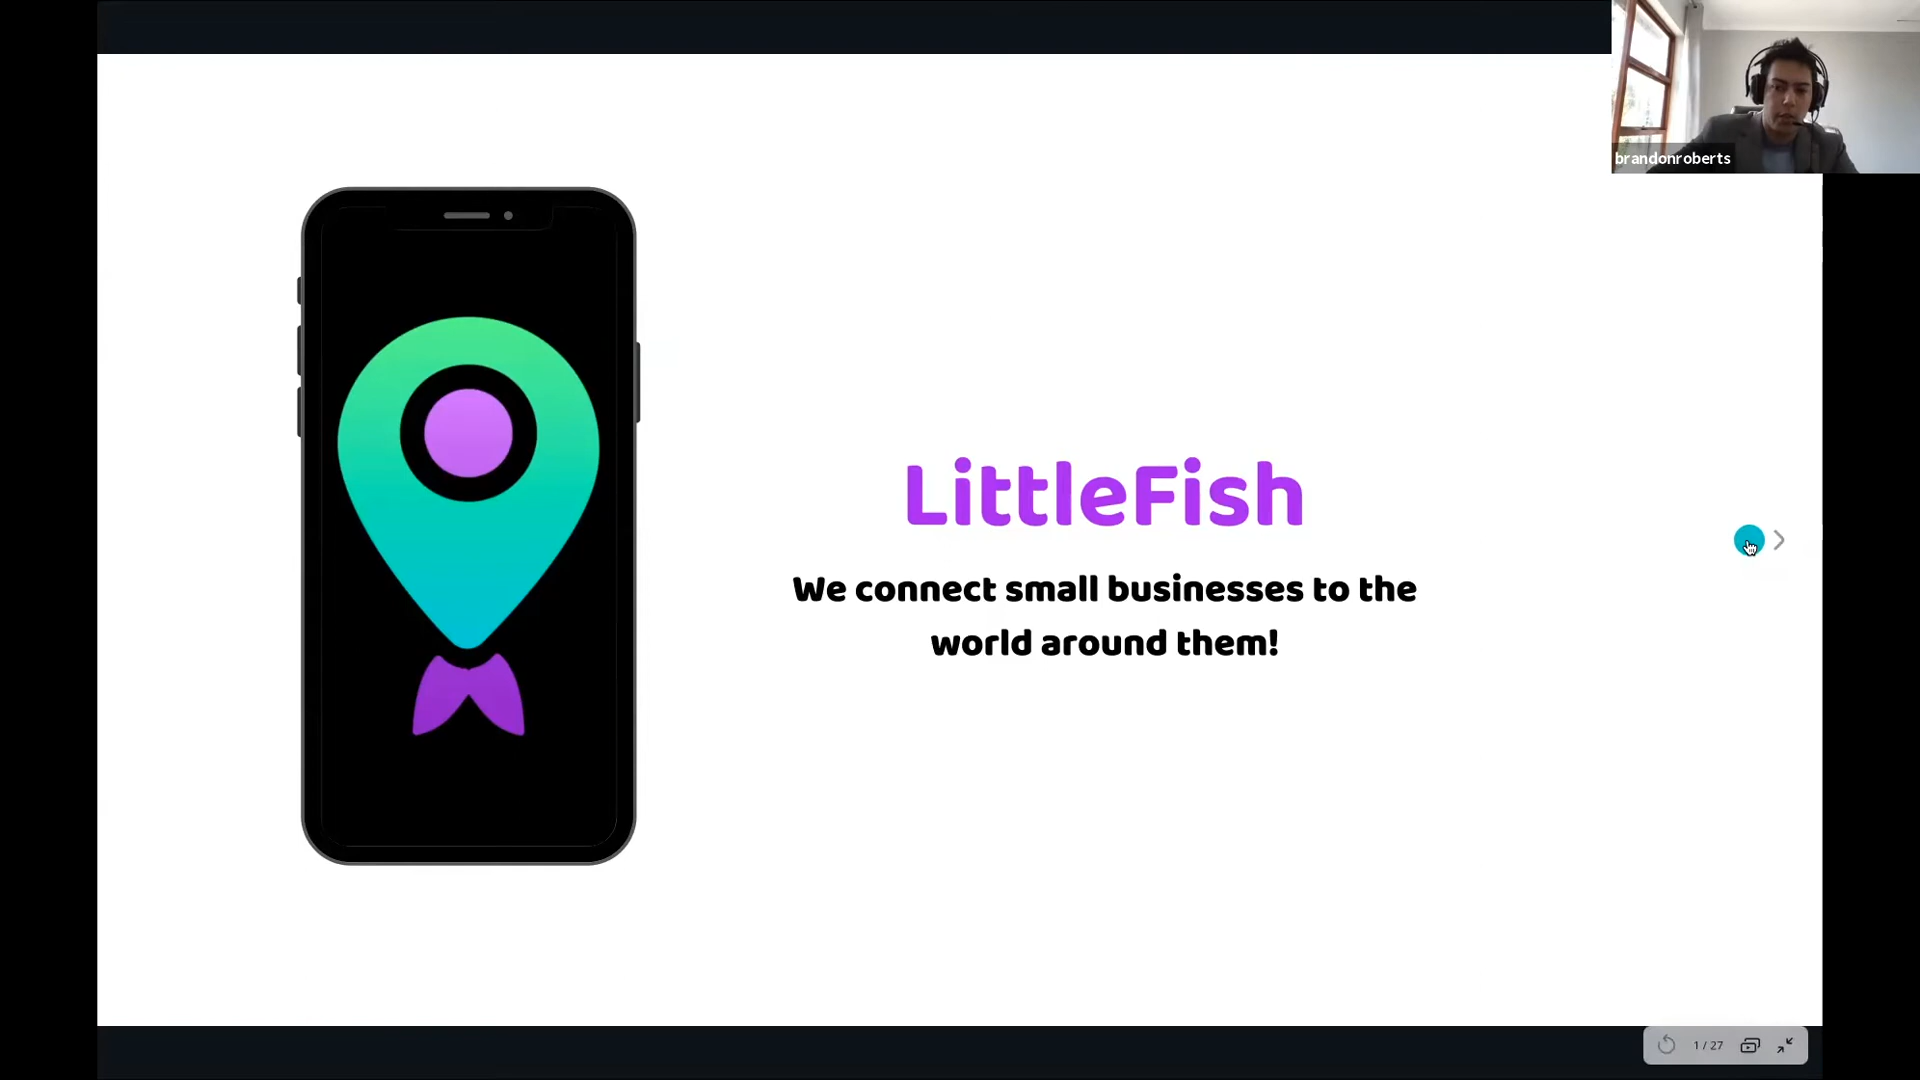 brandonroberts
LittleFish
We connect small businesses to the
world around them!
1 / 27